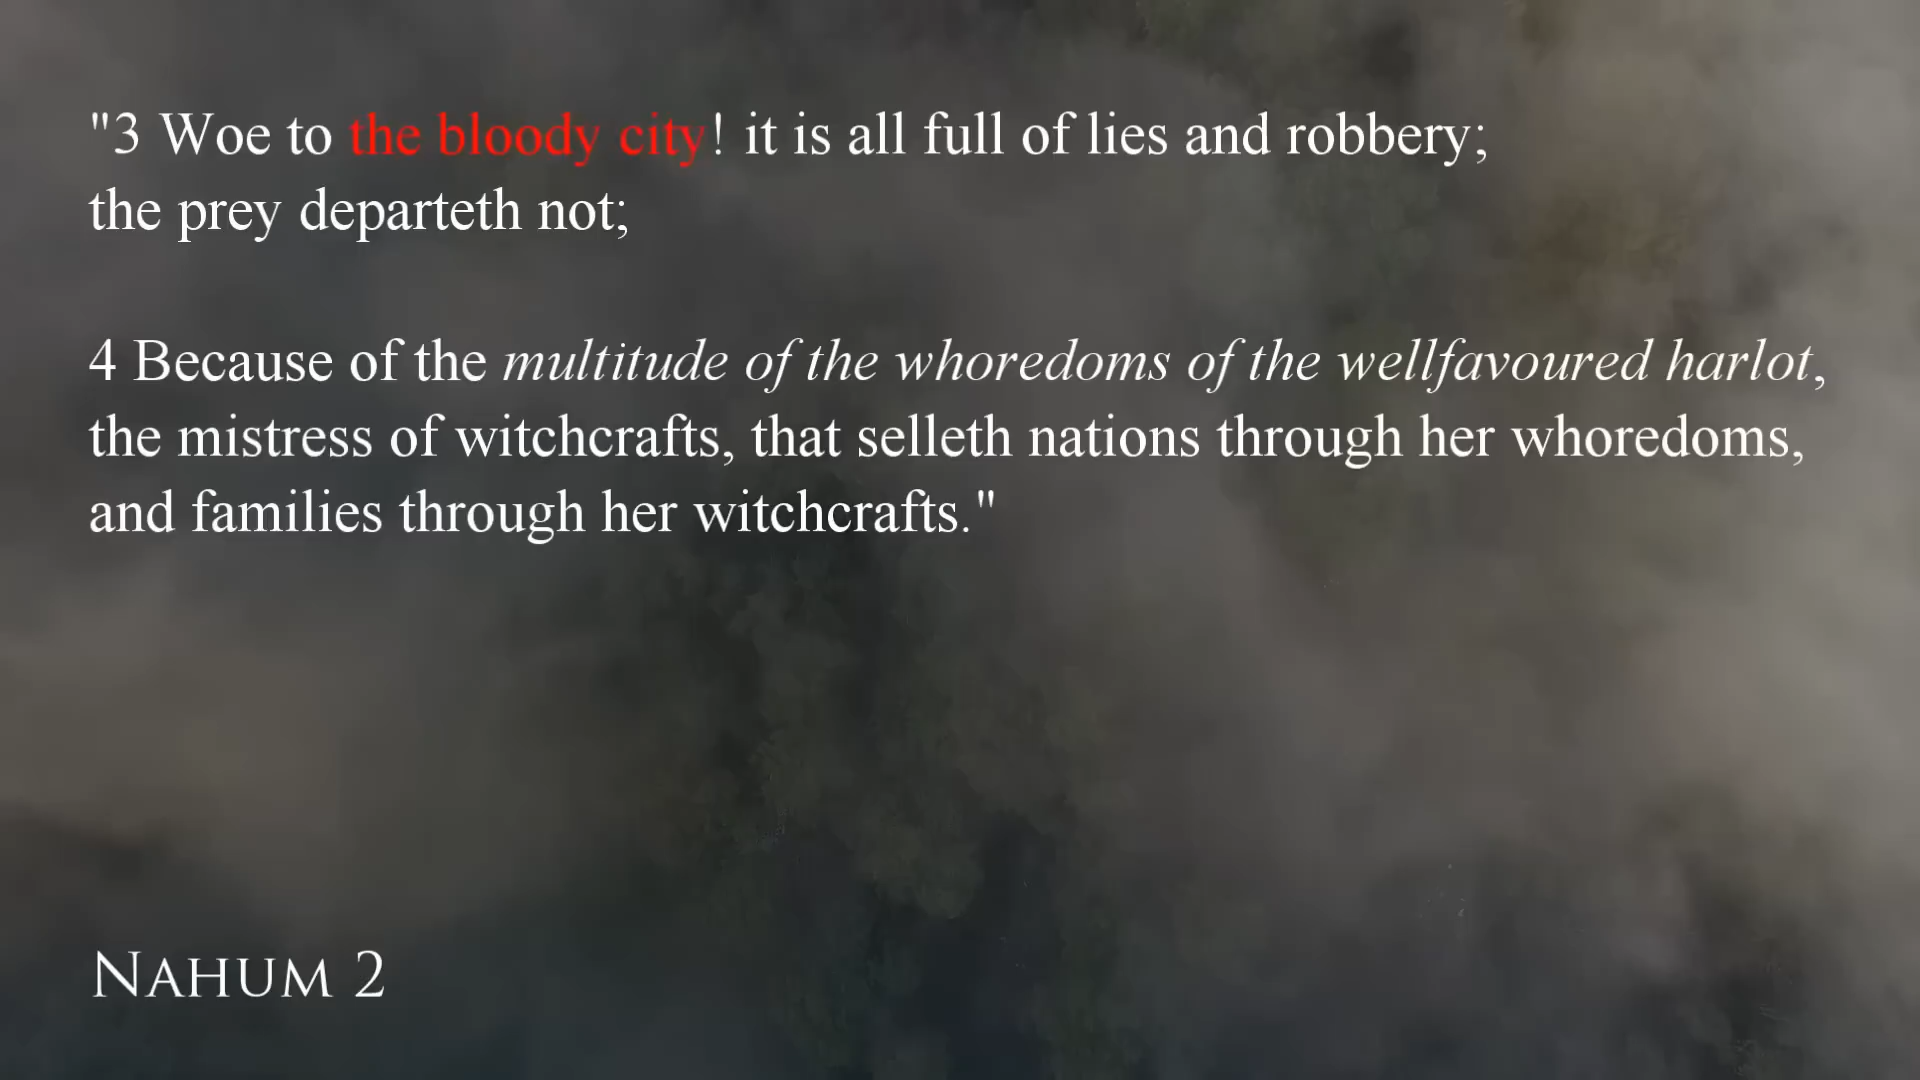 "3 Woe to the bloody city! it is all full of lies and robbery;
the prey departeth not;
4 Because of the multitude of the whoredoms of the wellfavoured harlot,
the mistress of witchcrafts, that selleth nations through her whoredoms,
and families through her witchcrafts."
NAHUM 2